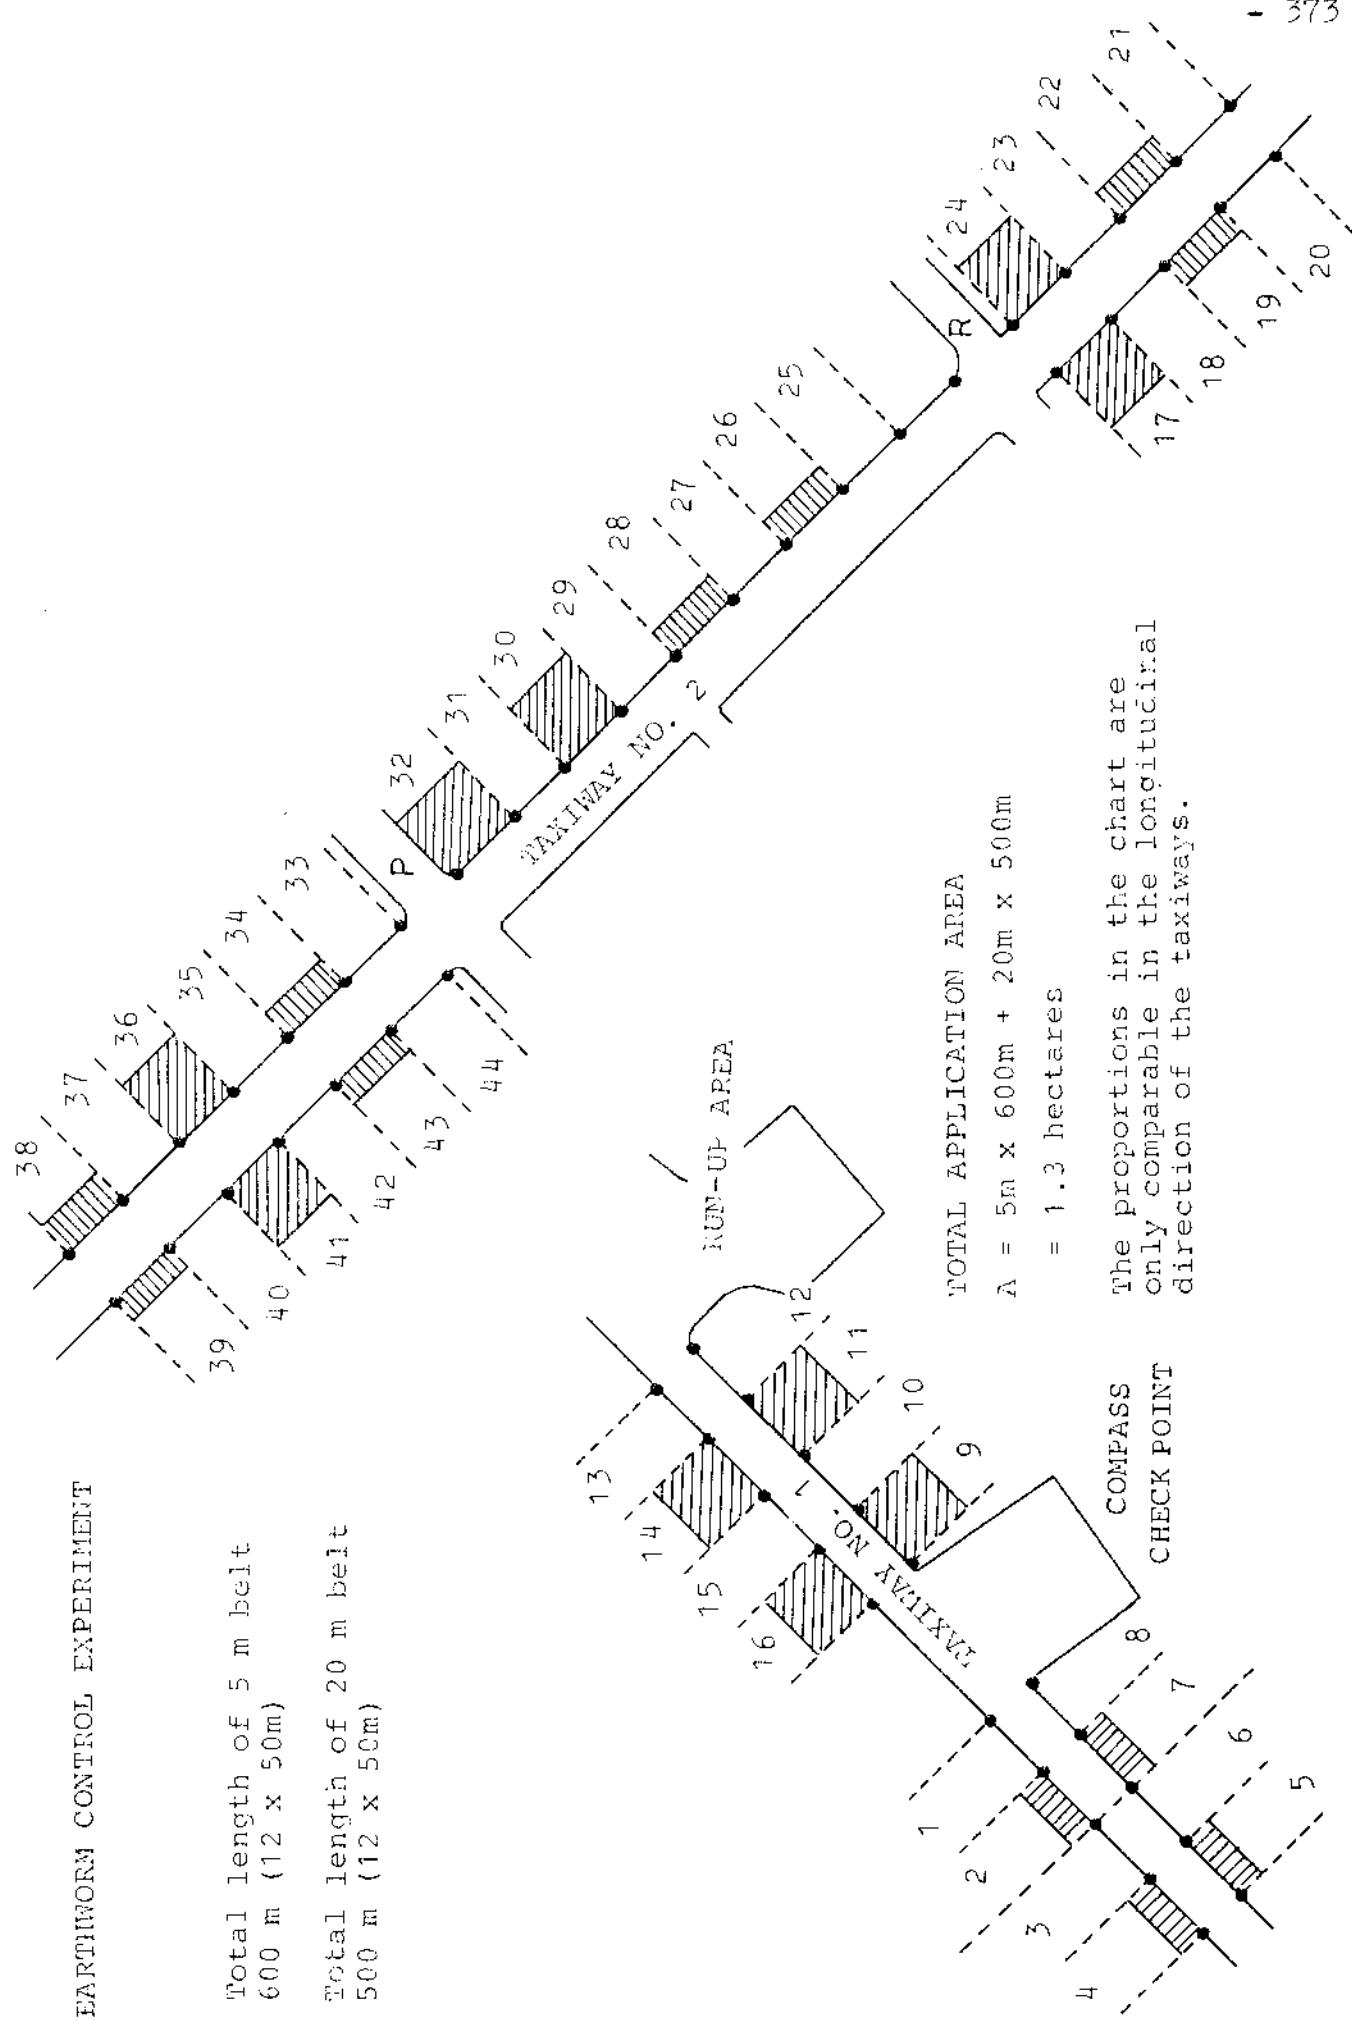 - 373
EARTHWORM CONTROL EXPERIMENT
Total length of 5 m belt
600 m (12 x 50m)
Total length of 20 m belt
500 m (12 x 50m)
38
37
36
35
34
33
P
32
31
30
29
28
27
26
25
R
24
23
22
21
39
40
41
42
43
44
TAXIWAY NO. 2
17
18
19
20
13
14
15
16
TAXIWAY NO. 1
RUN-UP AREA
12
11
10
9
COMPASS
CHECK POINT
1
2
3
4
8
7
6
5
TOTAL APPLICATION AREA
A = 5m x 600m + 20m x 500m
= 1.3 hectares
The proportions in the chart are
only comparable in the longitudinal
direction of the taxiways.